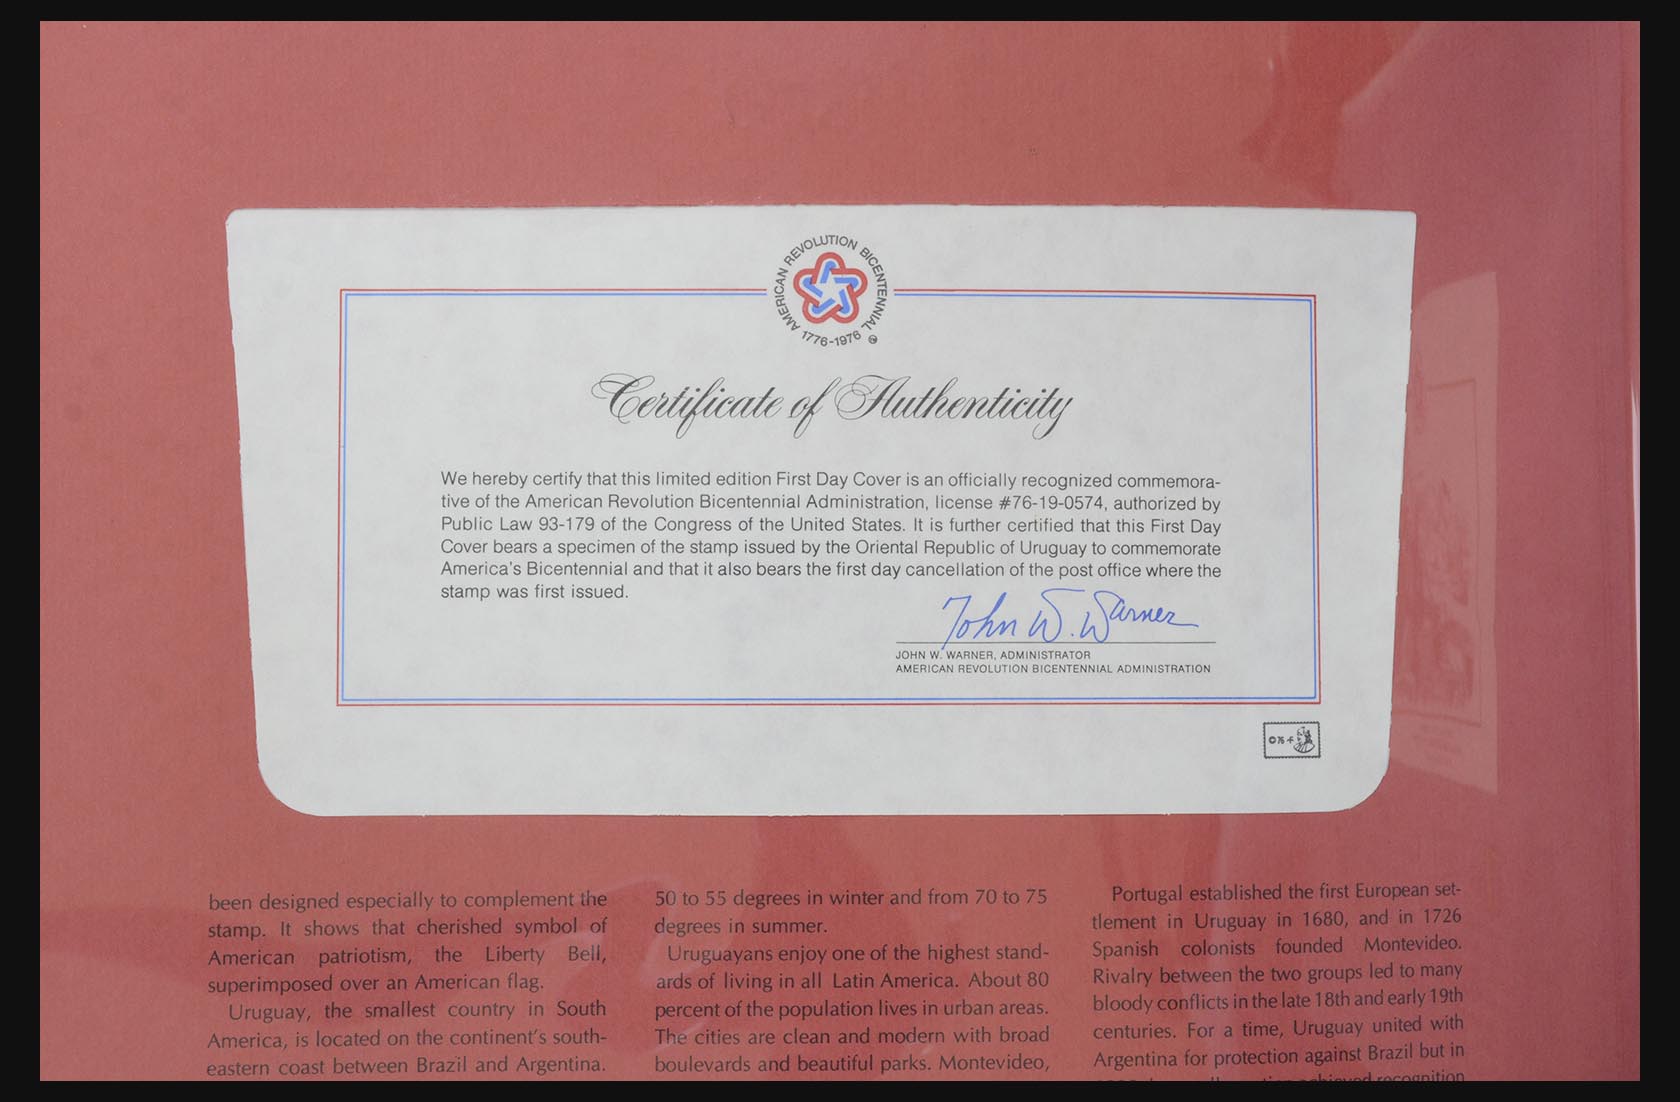 AMERICAN REVOLUTION BICENTENNIAL
1776-1976
Certificate of Authenticity
We hereby certify that this limited edition First Day Cover is an officially recognized commemora-
tive of the American Revolution Bicentennial Administration, license #76-19-0574, authorized by
Public Law 93-179 of the Congress of the United States. It is further certified that this First Day
Cover bears a specimen of the stamp issued by the Oriental Republic of Uruguay to commemorate
America's Bicentennial and that it also bears the first day cancellation of the post office where the
stamp was first issued.
John W. Warner
JOHN W. WARNER, ADMINISTRATOR
AMERICAN REVOLUTION BICENTENNIAL ADMINISTRATION
been designed especially to complement the
stamp. It shows that cherished symbol of
American patriotism, the Liberty Bell,
superimposed over an American flag.
Uruguay, the smallest country in South
America, is located on the continent's south-
eastern coast between Brazil and Argentina.
50 to 55 degrees in winter and from 70 to 75
degrees in summer.
Uruguayans enjoy one of the highest stand-
ards of living in all Latin America. About 80
percent of the population lives in urban areas.
The cities are clean and modern with broad
boulevards and beautiful parks. Montevideo,
Portugal established the first European set-
tlement in Uruguay in 1680, and in 1726
Spanish colonists founded Montevideo.
Rivalry between the two groups led to many
bloody conflicts in the late 18th and early 19th
centuries. For a time, Uruguay united with
Argentina for protection against Brazil but in
achieved recognition